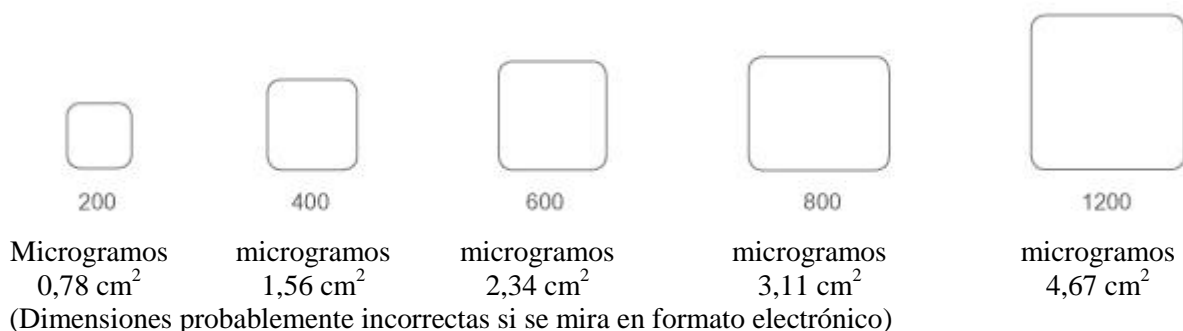 200 400 600 800 1200
Microgramos microgramos microgramos microgramos microgramos
0,78 cm² 1,56 cm² 2,34 cm² 3,11 cm² 4,67 cm²
(Dimensiones probablemente incorrectas si se mira en formato electrónico)